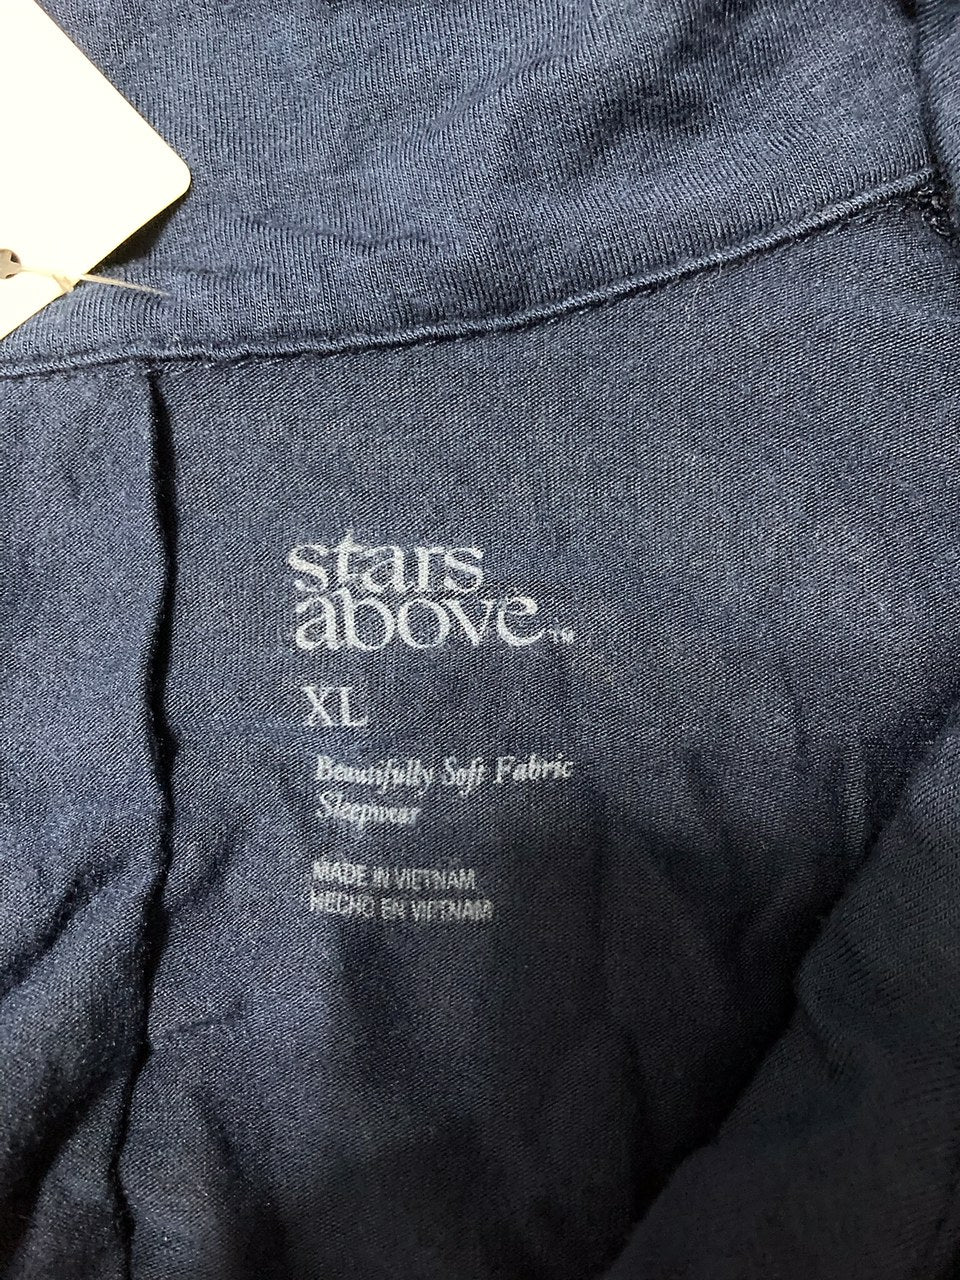 stars
above™
XL
Beautifully Soft Fabric
Sleepwear
MADE IN VIETNAM
HECHO EN VIETNAM